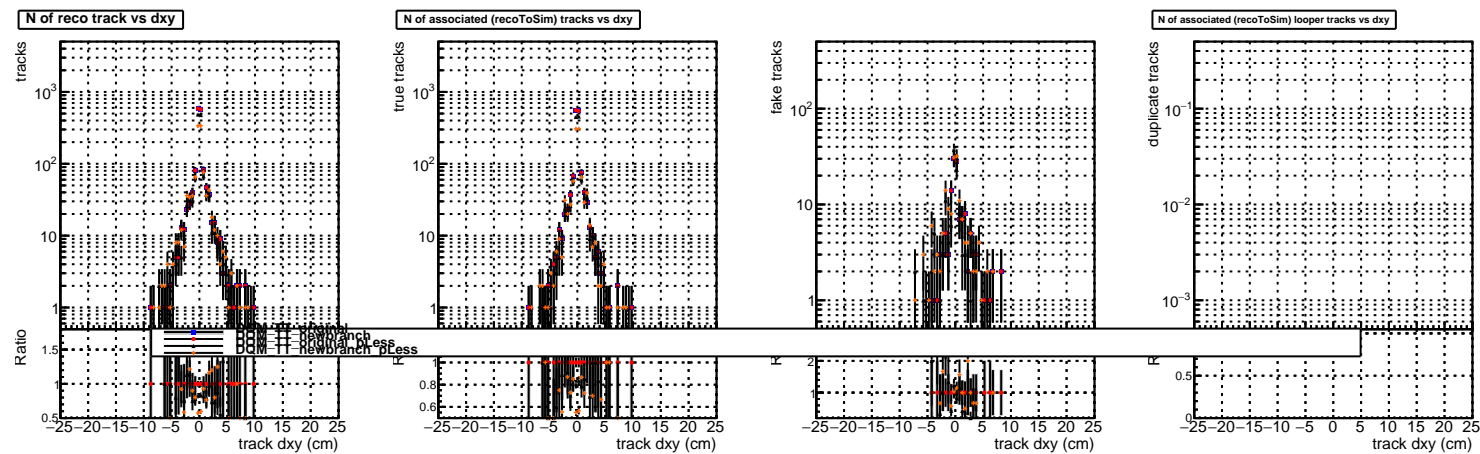 N of reco track vs dxy
N of associated (recoToSim) tracks vs dxy
N of associated (recoToSim) looper tracks vs dxy
tracks
10³
10²
10
1
true tracks
10³
10²
10
1
fake tracks
10²
10
1
duplicate tracks
10⁻¹
10⁻²
10⁻³
DQM_TT_original
DQM_TT_newbranch
DQM_TT_original_pLess
DQM_TT_newbranch_pLess
Ratio
1.5
1
0.5
1
0.8
0.6
2
1
0.5
0
−25 −20 −15 −10 −5 0 5 10 15 20 25
track dxy (cm)
−25 −20 −15 −10 −5 0 5 10 15 20 25
track dxy (cm)
−25 −20 −15 −10 −5 0 5 10 15 20 25
track dxy (cm)
−25 −20 −15 −10 −5 0 5 10 15 20 25
track dxy (cm)